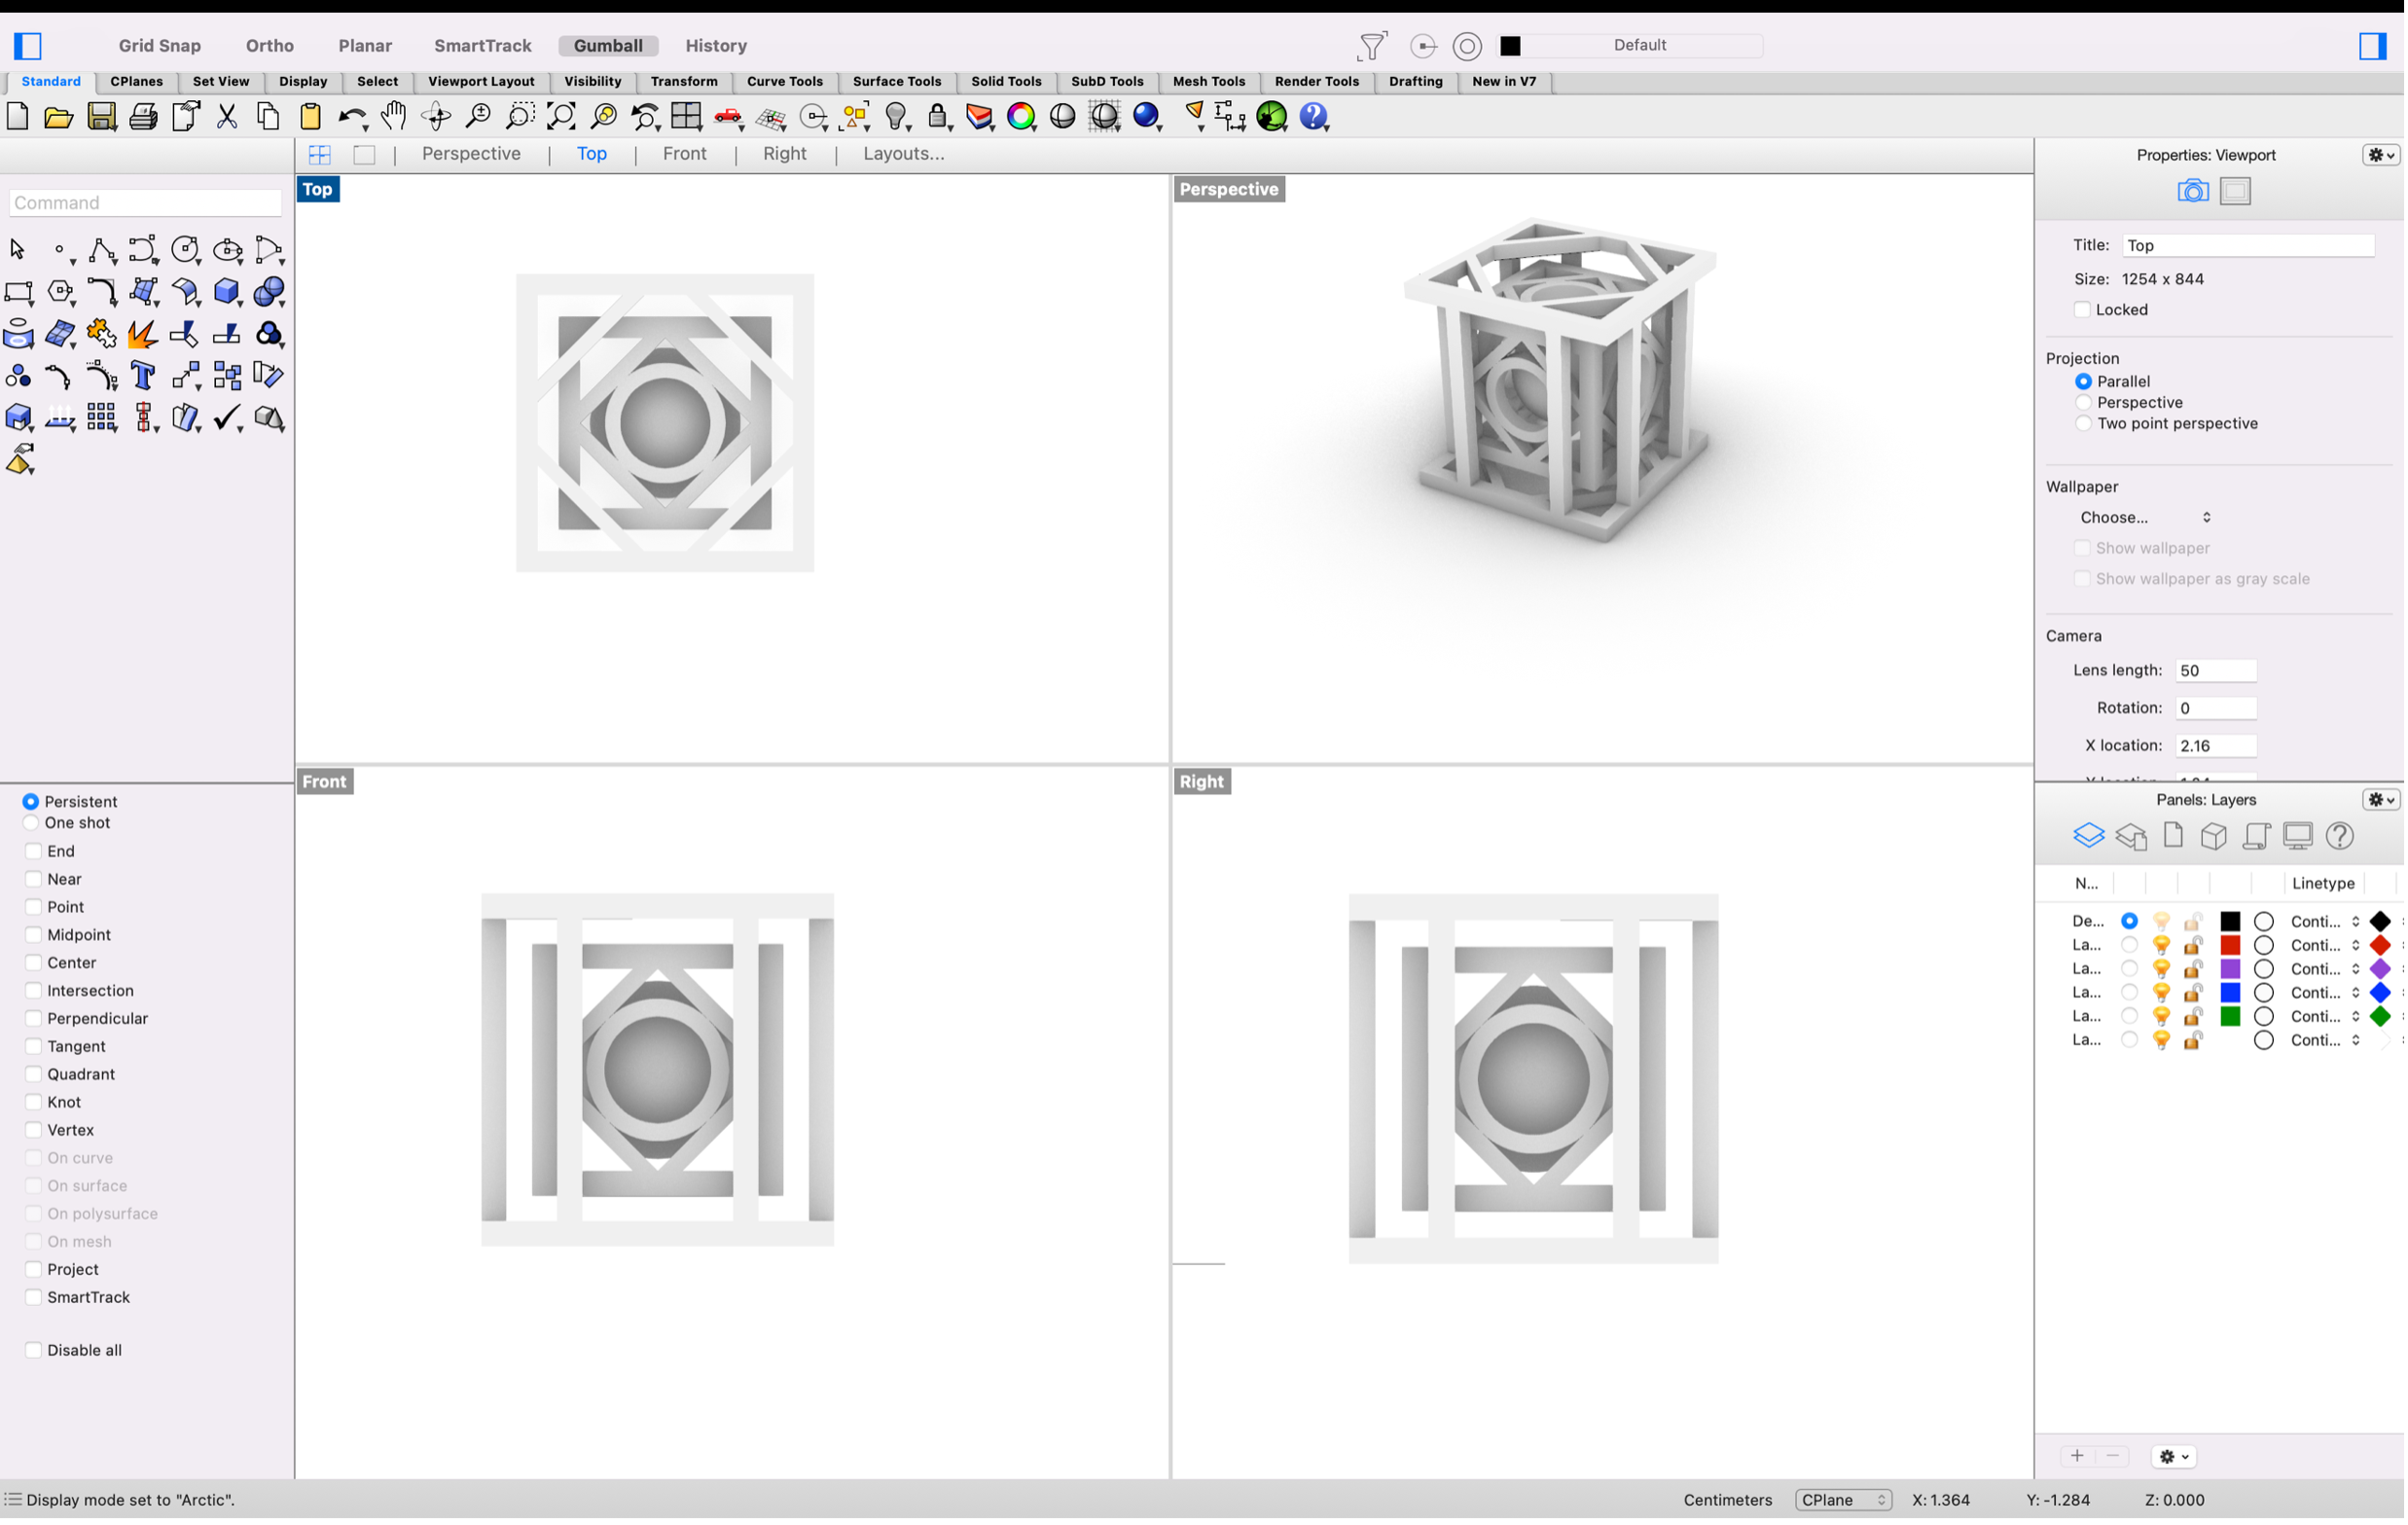 Grid Snap Ortho Planar SmartTrack Gumball History Default
Standard CPlanes Set View Display Select Viewport Layout Visibility Transform Curve Tools Surface Tools Solid Tools SubD Tools Mesh Tools Render Tools Drafting New in V7
Perspective Top Front Right Layouts...
Command
Top
Perspective
Front
Right
Persistent
One shot
End
Near
Point
Midpoint
Center
Intersection
Perpendicular
Tangent
Quadrant
Knot
Vertex
On curve
On surface
On polysurface
On mesh
Project
SmartTrack
Disable all
Properties: Viewport
Title: Top
Size: 1254 x 844
Locked
Projection
Parallel
Perspective
Two point perspective
Wallpaper
Choose...
Show wallpaper
Show wallpaper as gray scale
Camera
Lens length: 50
Rotation: 0
X location: 2.16
Panels: Layers
N... Linetype
De... Conti...
La... Conti...
La... Conti...
La... Conti...
La... Conti...
La... Conti...
Display mode set to "Arctic".
Centimeters CPlane X: 1.364 Y: -1.284 Z: 0.000